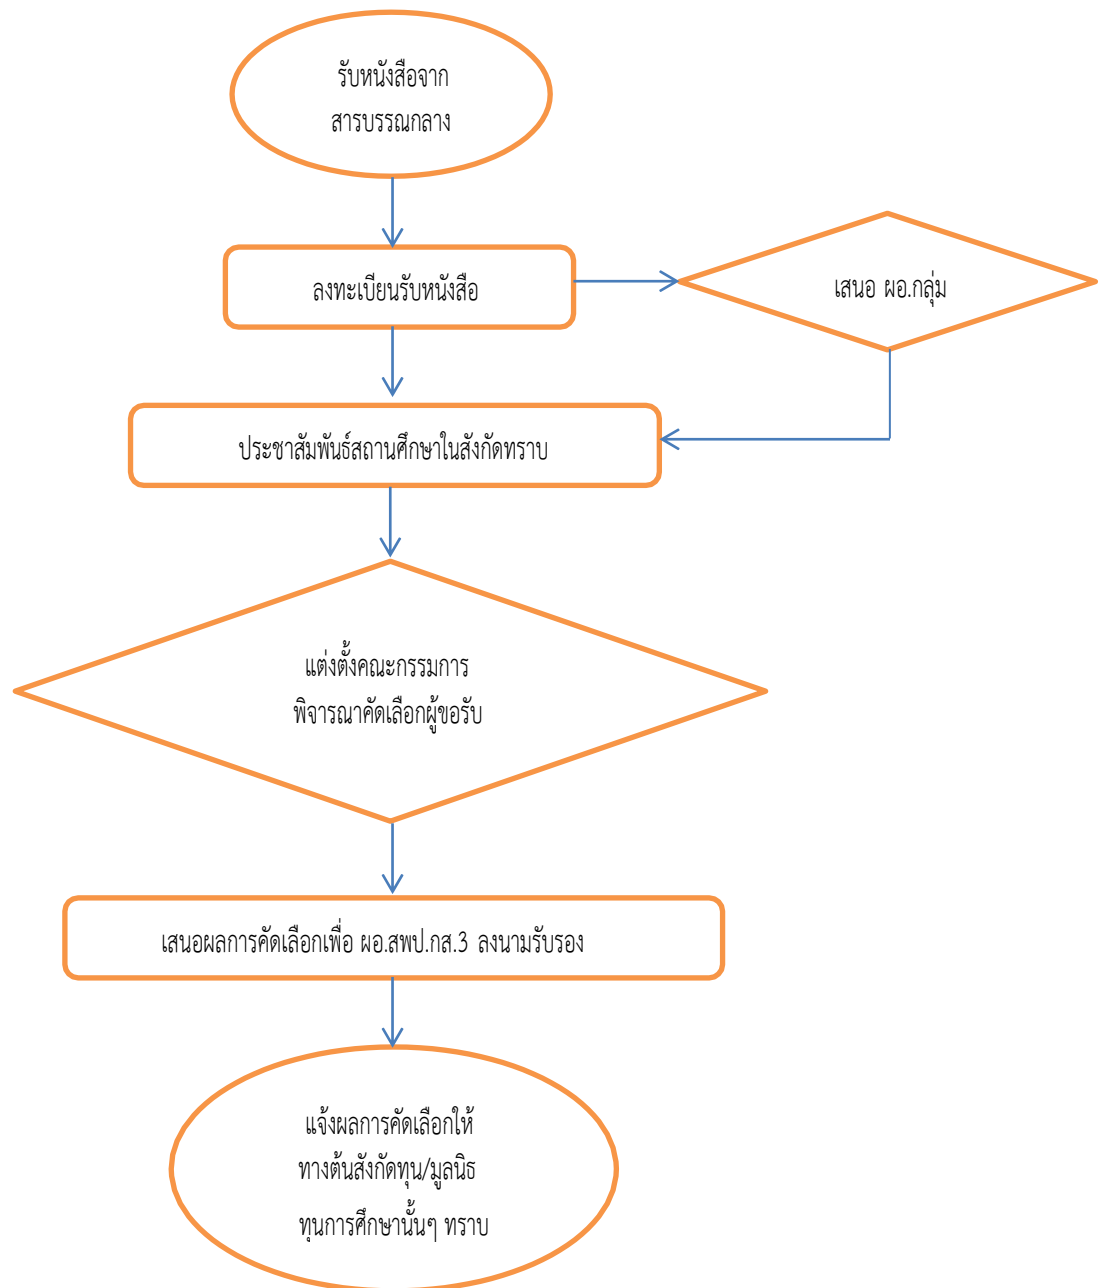 รับหนังสือจาก
สารบรรณกลาง
ลงทะเบียนรับหนังสือ
เสนอ ผอ.กลุ่ม
ประชาสัมพันธ์สถานศึกษาในสังกัดทราบ
แต่งตั้งคณะกรรมการ
พิจารณาคัดเลือกผู้ขอรับ
เสนอผลการคัดเลือกเพื่อ ผอ.สพป.กส.3 ลงนามรับรอง
แจ้งผลการคัดเลือกให้
ทางต้นสังกัดทุน/มูลนิธ
ทุนการศึกษานั้นๆ ทราบ